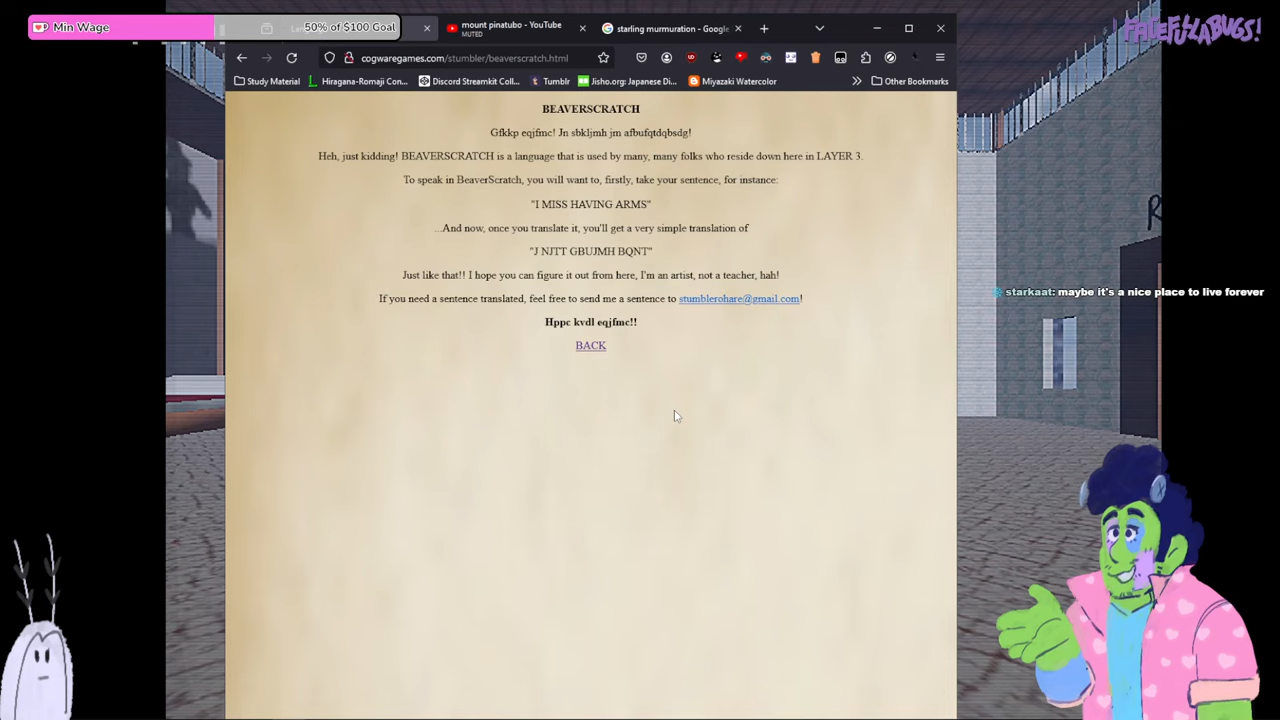 Min Wage
50% of $100 Goal
mount pinatubo - YouTube
MUTED
starling murmuration - Google
cogwaregames.com/stumbler/beaverscratch.html
Study Material
Hiragana-Romaji Con...
Discord Streamkit Coll...
Tumblr
Jisho.org: Japanese Di...
Miyazaki Watercolor
Other Bookmarks
BEAVERSCRATCH
Gfkkp eqjfmc! Jn sbkljmh jm afbufqtdqbsdg!
Heh, just kidding! BEAVERSCRATCH is a language that is used by many, many folks who reside down here in LAYER 3.
To speak in BeaverScratch, you will want to, firstly, take your sentence, for instance:
"I MISS HAVING ARMS"
...And now, once you translate it, you'll get a very simple translation of
"J NJTT GBUJMH BQNT"
Just like that!! I hope you can figure it out from here, I'm an artist, not a teacher, hah!
If you need a sentence translated, feel free to send me a sentence to stumblerohare@gmail.com!
Hppc kvdl eqjfmc!!
BACK
starkaat: maybe it's a nice place to live forever